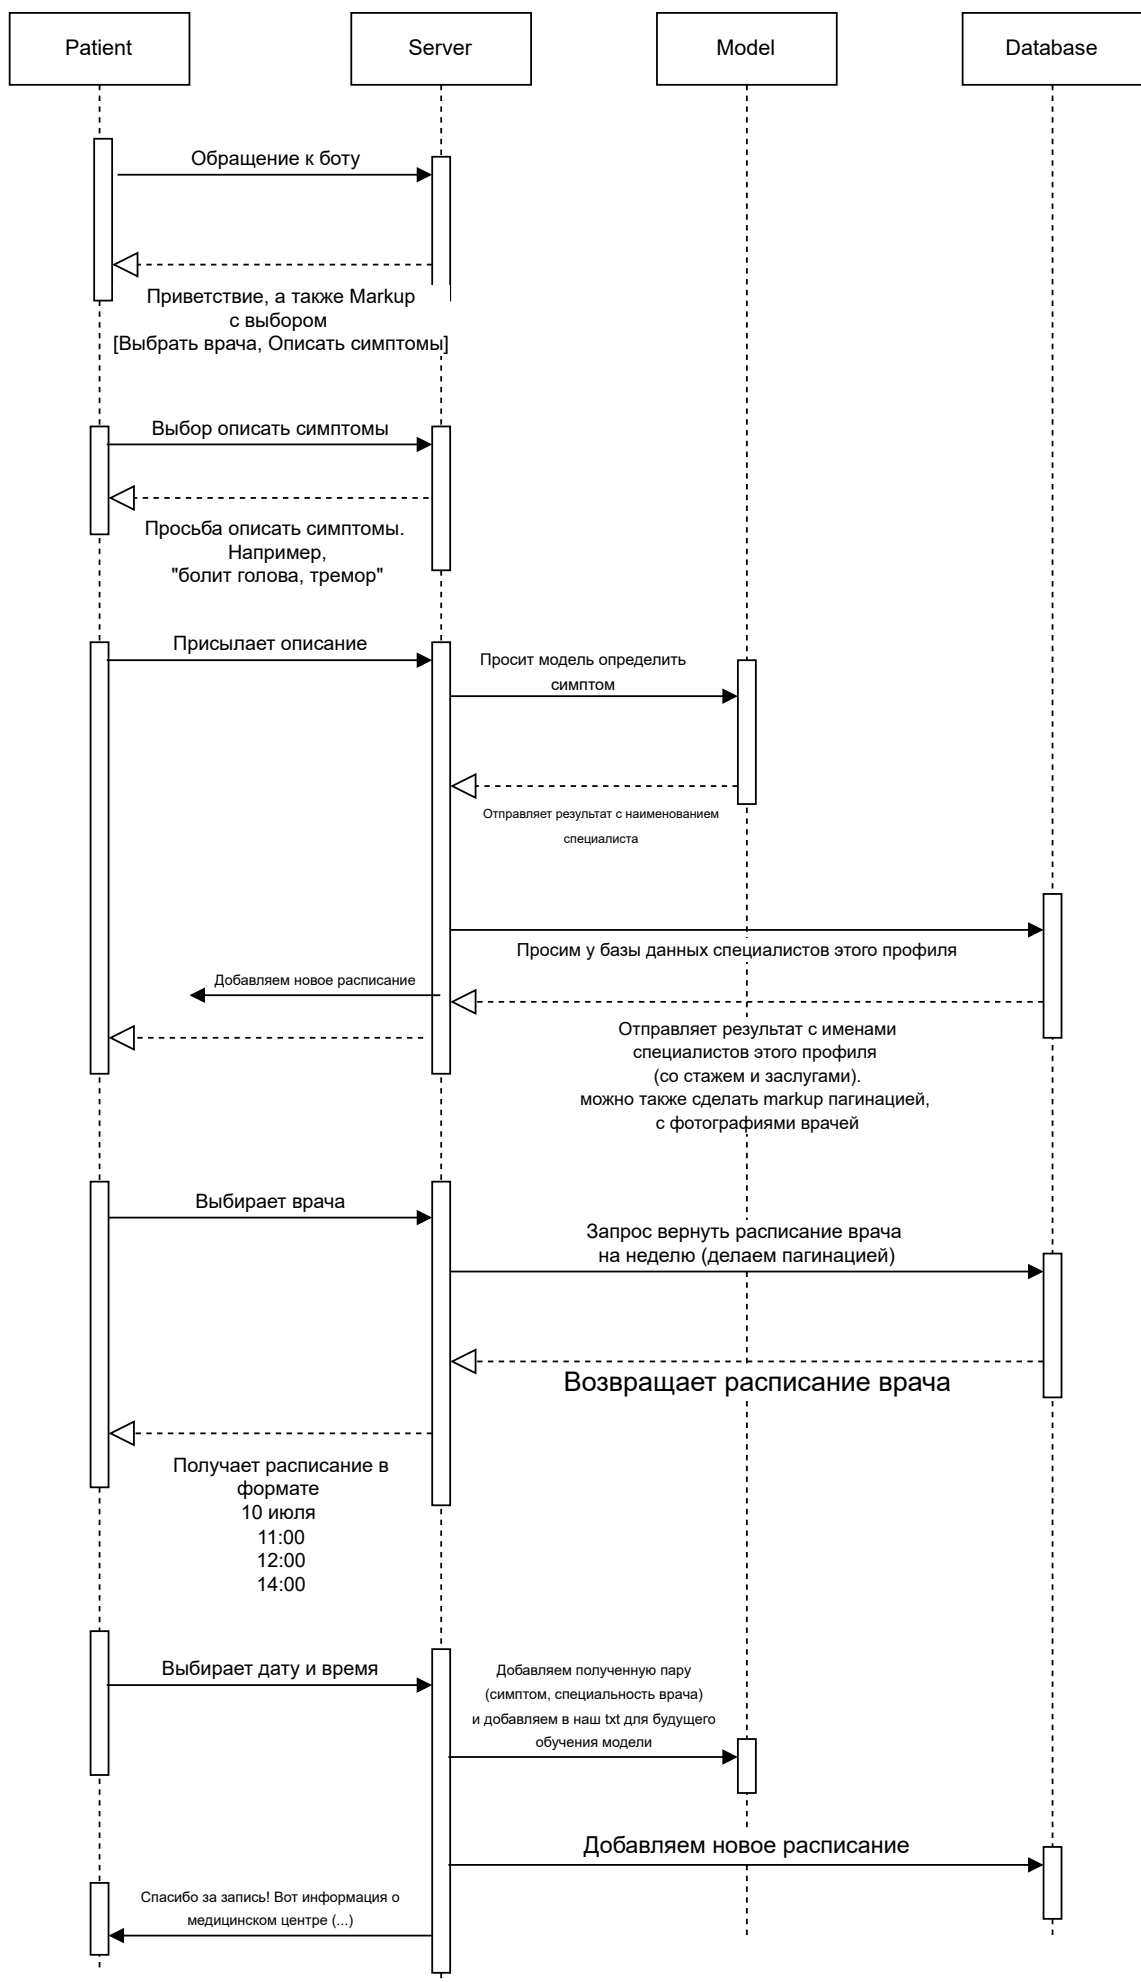 Patient
Server
Model
Database
Обращение к боту
Приветствие, а также Markup
с выбором
[Выбрать врача, Описать симптомы]
Выбор описать симптомы
Просьба описать симптомы.
Например,
"болит голова, тремор"
Присылает описание
Просит модель определить
симптом
Отправляет результат с наименованием
специалиста
Просим у базы данных специалистов этого профиля
Добавляем новое расписание
Отправляет результат с именами
специалистов этого профиля
(со стажем и заслугами).
можно также сделать markup пагинацией,
с фотографиями врачей
Выбирает врача
Запрос вернуть расписание врача
на неделю (делаем пагинацией)
Возвращает расписание врача
Получает расписание в
формате
10 июля
11:00
12:00
14:00
Выбирает дату и время
Добавляем полученную пару
(симптом, специальность врача)
и добавляем в наш txt для будущего
обучения модели
Добавляем новое расписание
Спасибо за запись! Вот информация о
медицинском центре (...)